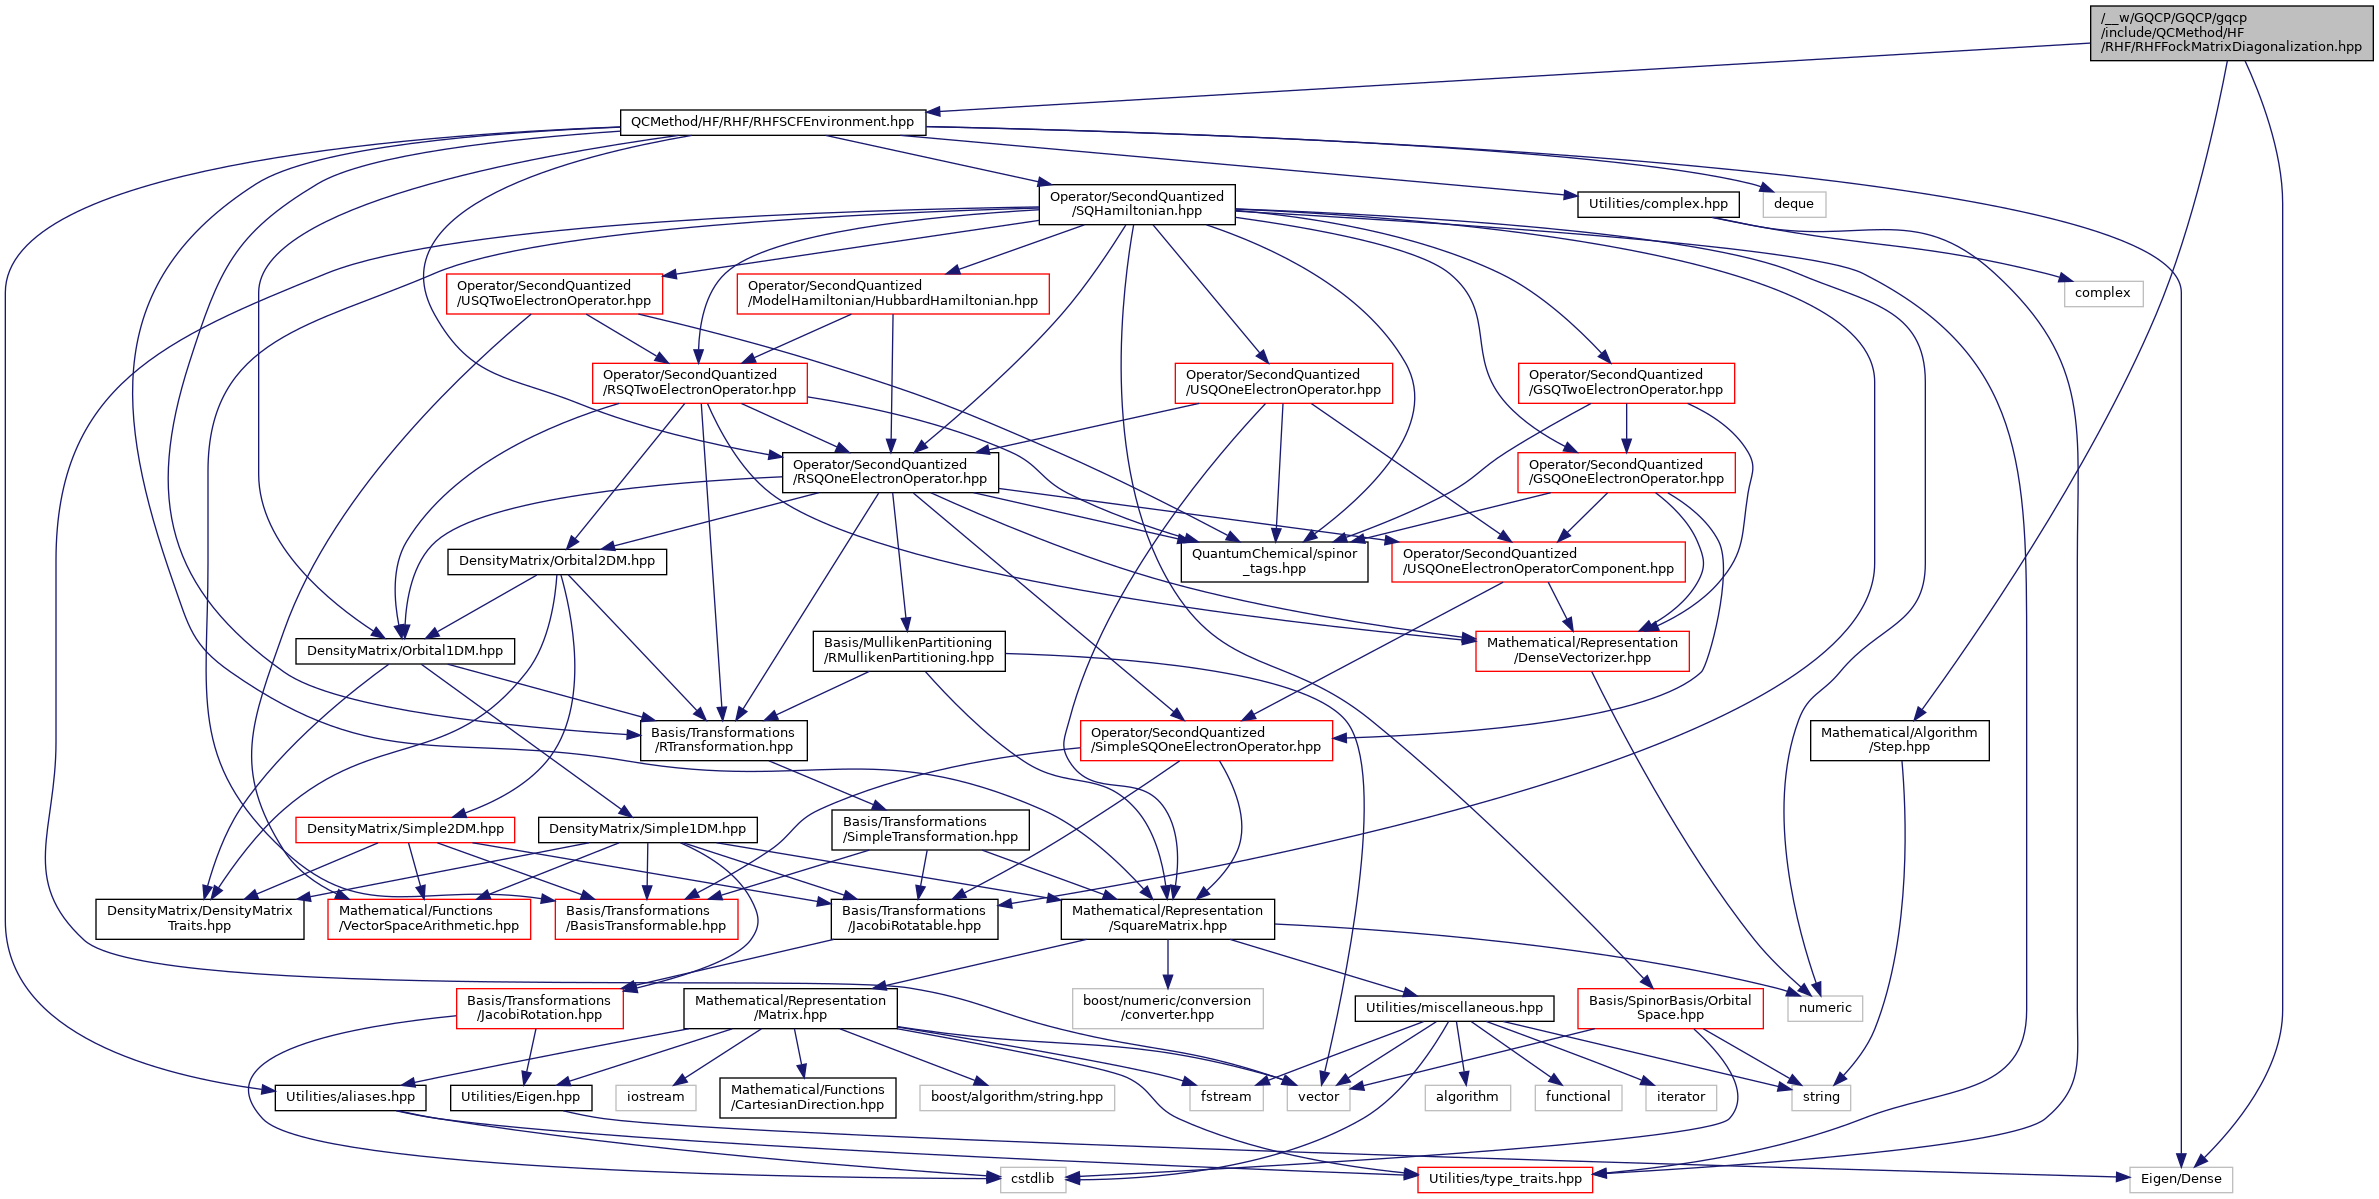 /__w/GQCP/GQCP/gqcp
/include/QCMethod/HF
/RHF/RHFFockMatrixDiagonalization.hpp
QCMethod/HF/RHF/RHFSCFEnvironment.hpp
Operator/SecondQuantized
/SQHamiltonian.hpp
Utilities/complex.hpp
deque
Operator/SecondQuantized
/USQTwoElectronOperator.hpp
Operator/SecondQuantized
/ModelHamiltonian/HubbardHamiltonian.hpp
complex
Operator/SecondQuantized
/RSQTwoElectronOperator.hpp
Operator/SecondQuantized
/USQOneElectronOperator.hpp
Operator/SecondQuantized
/GSQTwoElectronOperator.hpp
Operator/SecondQuantized
/RSQOneElectronOperator.hpp
Operator/SecondQuantized
/GSQOneElectronOperator.hpp
DensityMatrix/Orbital2DM.hpp
QuantumChemical/spinor
_tags.hpp
Operator/SecondQuantized
/USQOneElectronOperatorComponent.hpp
DensityMatrix/Orbital1DM.hpp
Basis/MullikenPartitioning
/RMullikenPartitioning.hpp
Mathematical/Representation
/DenseVectorizer.hpp
Basis/Transformations
/RTransformation.hpp
Operator/SecondQuantized
/SimpleSQOneElectronOperator.hpp
Mathematical/Algorithm
/Step.hpp
DensityMatrix/Simple2DM.hpp
DensityMatrix/Simple1DM.hpp
Basis/Transformations
/SimpleTransformation.hpp
DensityMatrix/DensityMatrix
Traits.hpp
Mathematical/Functions
/VectorSpaceArithmetic.hpp
Basis/Transformations
/BasisTransformable.hpp
Basis/Transformations
/JacobiRotatable.hpp
Mathematical/Representation
/SquareMatrix.hpp
Basis/Transformations
/JacobiRotation.hpp
Mathematical/Representation
/Matrix.hpp
boost/numeric/conversion
/converter.hpp
Utilities/miscellaneous.hpp
Basis/SpinorBasis/Orbital
Space.hpp
numeric
Utilities/aliases.hpp
Utilities/Eigen.hpp
iostream
Mathematical/Functions
/CartesianDirection.hpp
boost/algorithm/string.hpp
fstream
vector
algorithm
functional
iterator
string
cstdlib
Utilities/type_traits.hpp
Eigen/Dense